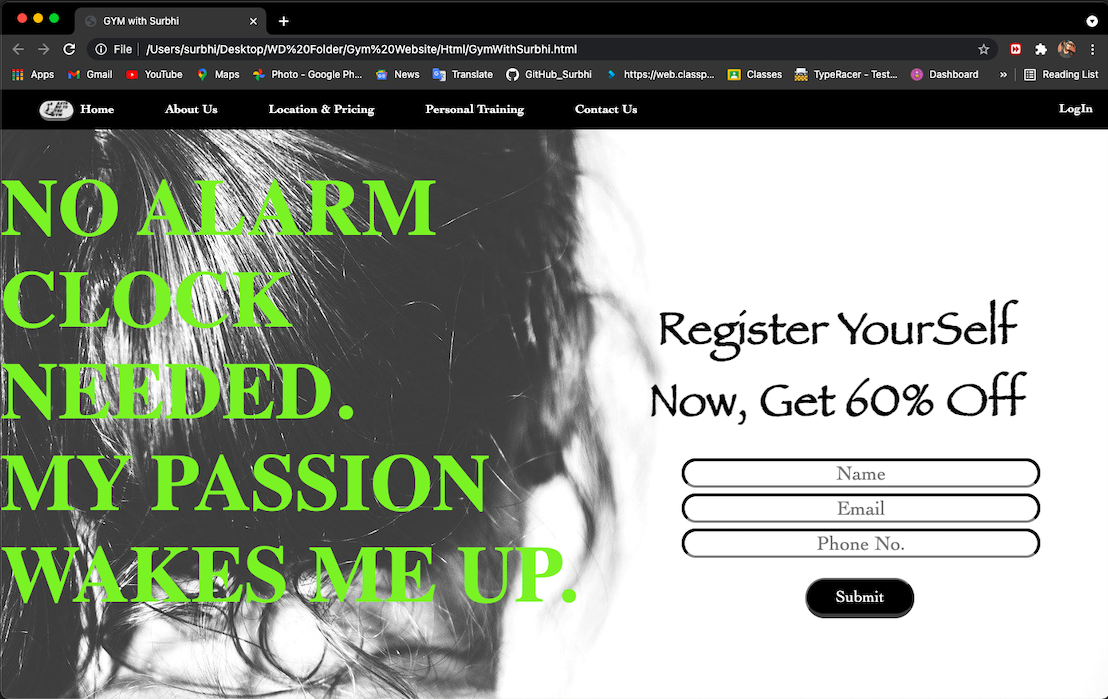 GYM with Surbhi
File
/Users/surbhi/Desktop/WD%20Folder/Gym%20Website/Html/GymWithSurbhi.html
Apps
Gmail
YouTube
Maps
Photo - Google Ph...
News
Translate
GitHub_Surbhi
https://web.classp...
Classes
TypeRacer - Test...
Dashboard
»
Reading List
Home
About Us
Location & Pricing
Personal Training
Contact Us
LogIn
NO ALARM
CLOCK
NEEDED.
MY PASSION
WAKES ME UP.
Register YourSelf
Now, Get 60% Off
Name
Email
Phone No.
Submit